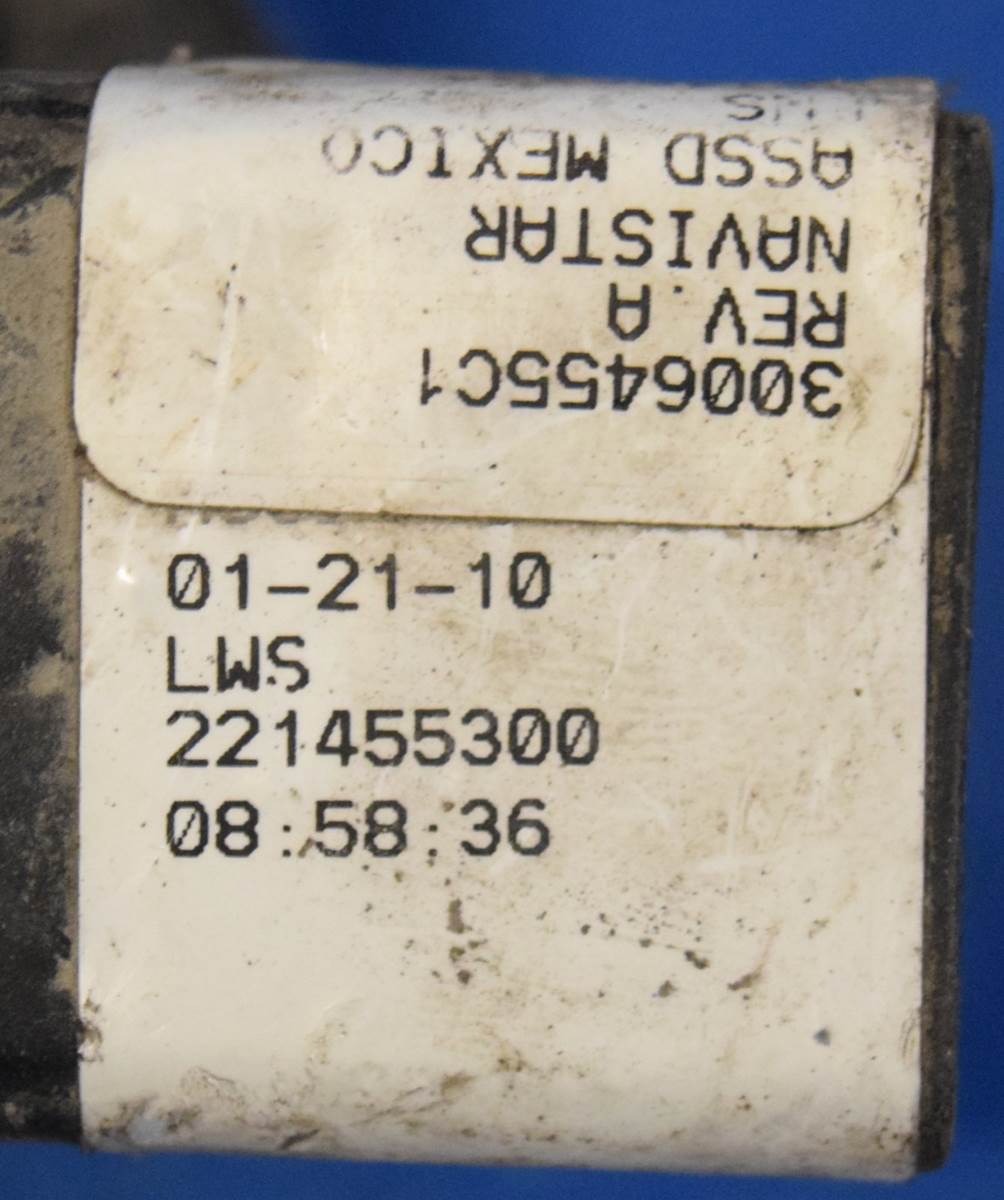 3006455C1
REV.A
NAVISTAR
ASSD MEXICO
01-21-10
LWS
221455300
08:58:36